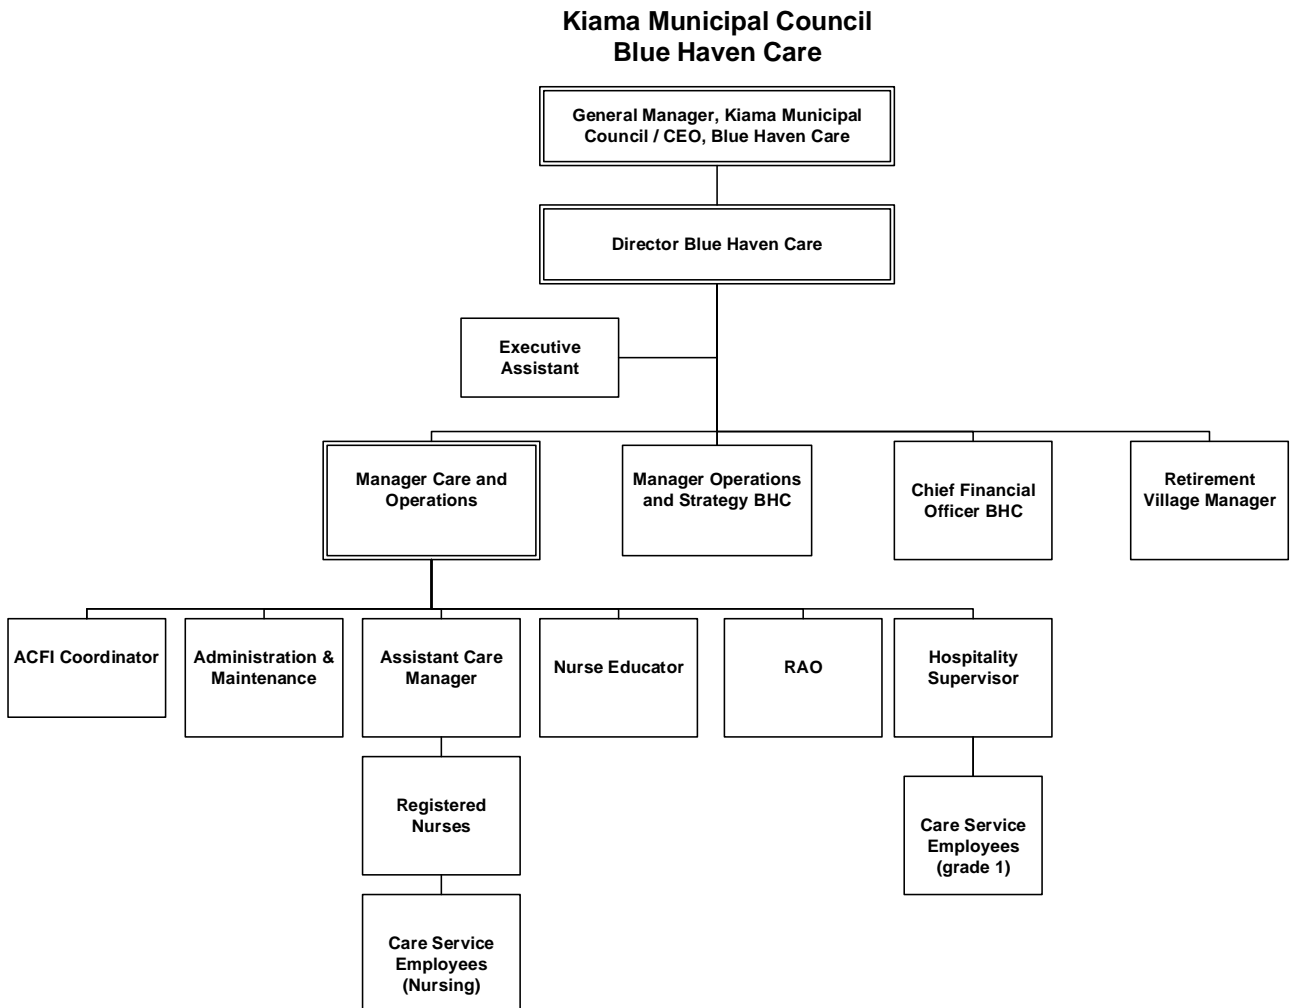 Kiama Municipal Council
Blue Haven Care
General Manager, Kiama Municipal
Council / CEO, Blue Haven Care
Director Blue Haven Care
Executive
Assistant
Manager Care and
Operations
Manager Operations
and Strategy BHC
Chief Financial
Officer BHC
Retirement
Village Manager
ACFI Coordinator
Administration &
Maintenance
Assistant Care
Manager
Nurse Educator
RAO
Hospitality
Supervisor
Registered
Nurses
Care Service
Employees
(grade 1)
Care Service
Employees
(Nursing)